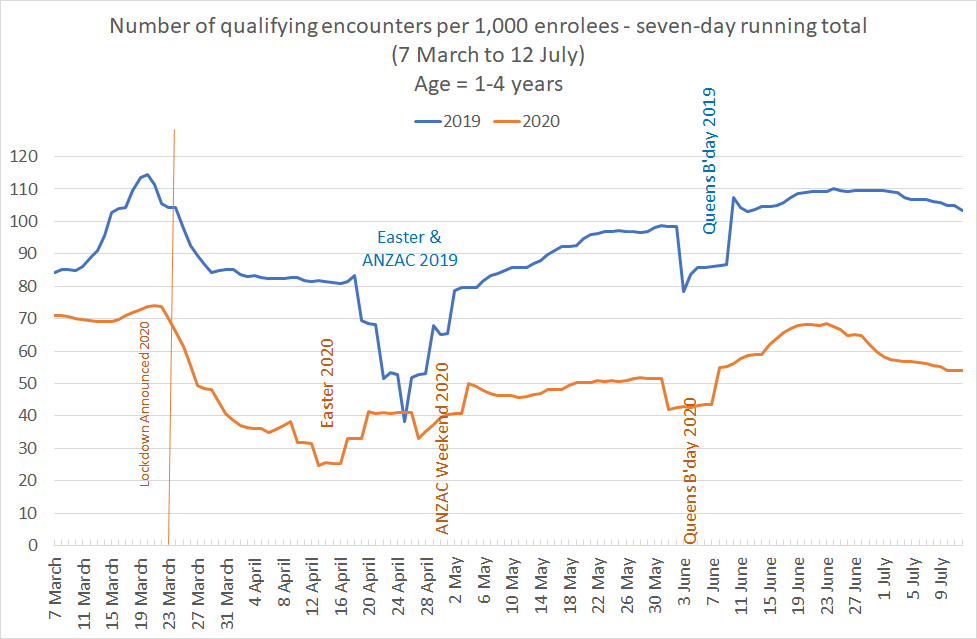 Number of qualifying encounters per 1,000 enrolees - seven-day running total
(7 March to 12 July)
Age = 1-4 years
2019 2020
Queens B'day 2019
120
110
100
90
80
70
60
50
40
30
20
10
0
Easter &
ANZAC 2019
Lockdown Announced 2020
Easter 2020
ANZAC Weekend 2020
Queens B'day 2020
7 March
11 March
15 March
19 March
23 March
27 March
31 March
4 April
8 April
12 April
16 April
20 April
24 April
28 April
2 May
6 May
10 May
14 May
18 May
22 May
26 May
30 May
3 June
7 June
11 June
15 June
19 June
23 June
27 June
1 July
5 July
9 July